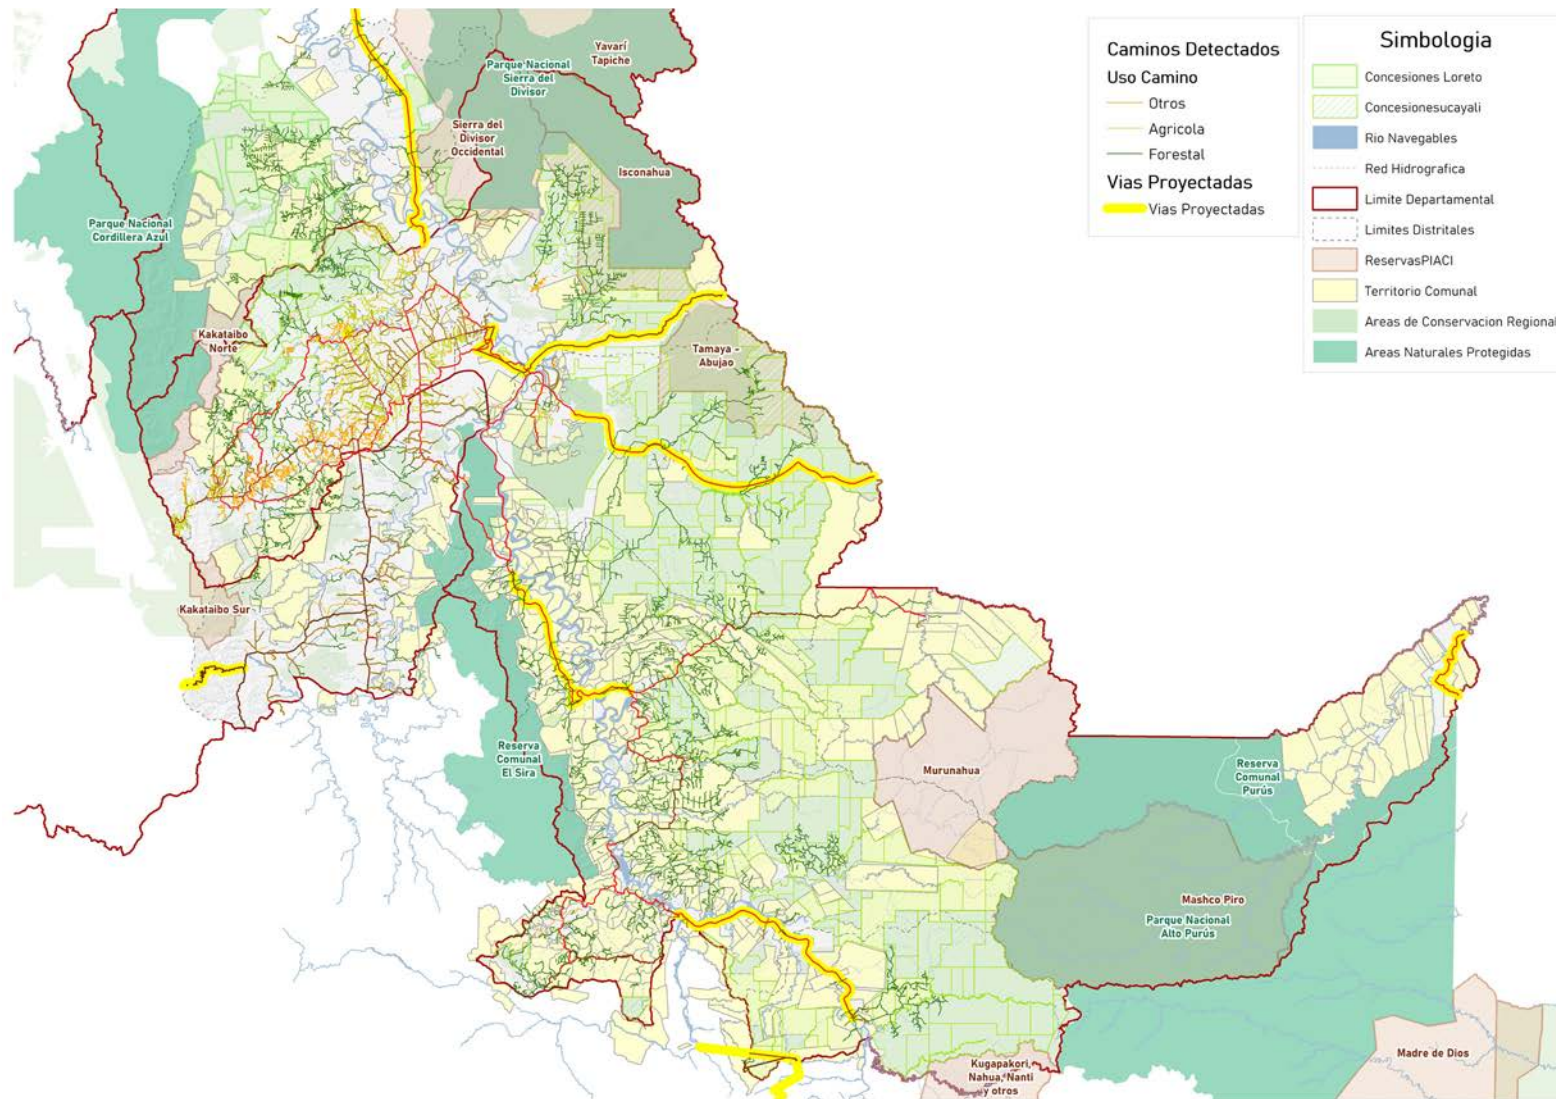 Caminos Detectados
Uso Camino
Otros
Agricola
Forestal
Vias Proyectadas
Vias Proyectadas
Simbologia
Concesiones Loreto
Concesionesucayali
Rio Navegables
Red Hidrografica
Limite Departamental
Limites Distritales
ReservasPIACI
Territorio Comunal
Areas de Conservacion Regional
Areas Naturales Protegidas
Yavarí
Tapiche
Parque Nacional
Sierra del
Divisor
Sierra del
Divisor
Occidental
Isconahua
Parque Nacional
Cordillera Azul
Kakataibo
Norte
Tamaya -
Abujao
Kakataibo Sur
Reserva
Comunal
El Sira
Murunahua
Reserva
Comunal
Purús
Mashco Piro
Parque Nacional
Alto Purús
Madre de Dios
Kugapakori,
Nahua, Nanti
y otros